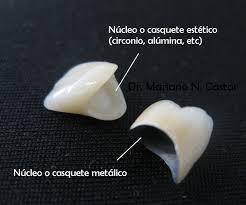 Núcleo o casquete estético
(circonio, alúmina, etc)
Dr. Mariano N. Castor
Núcleo o casquete metálico